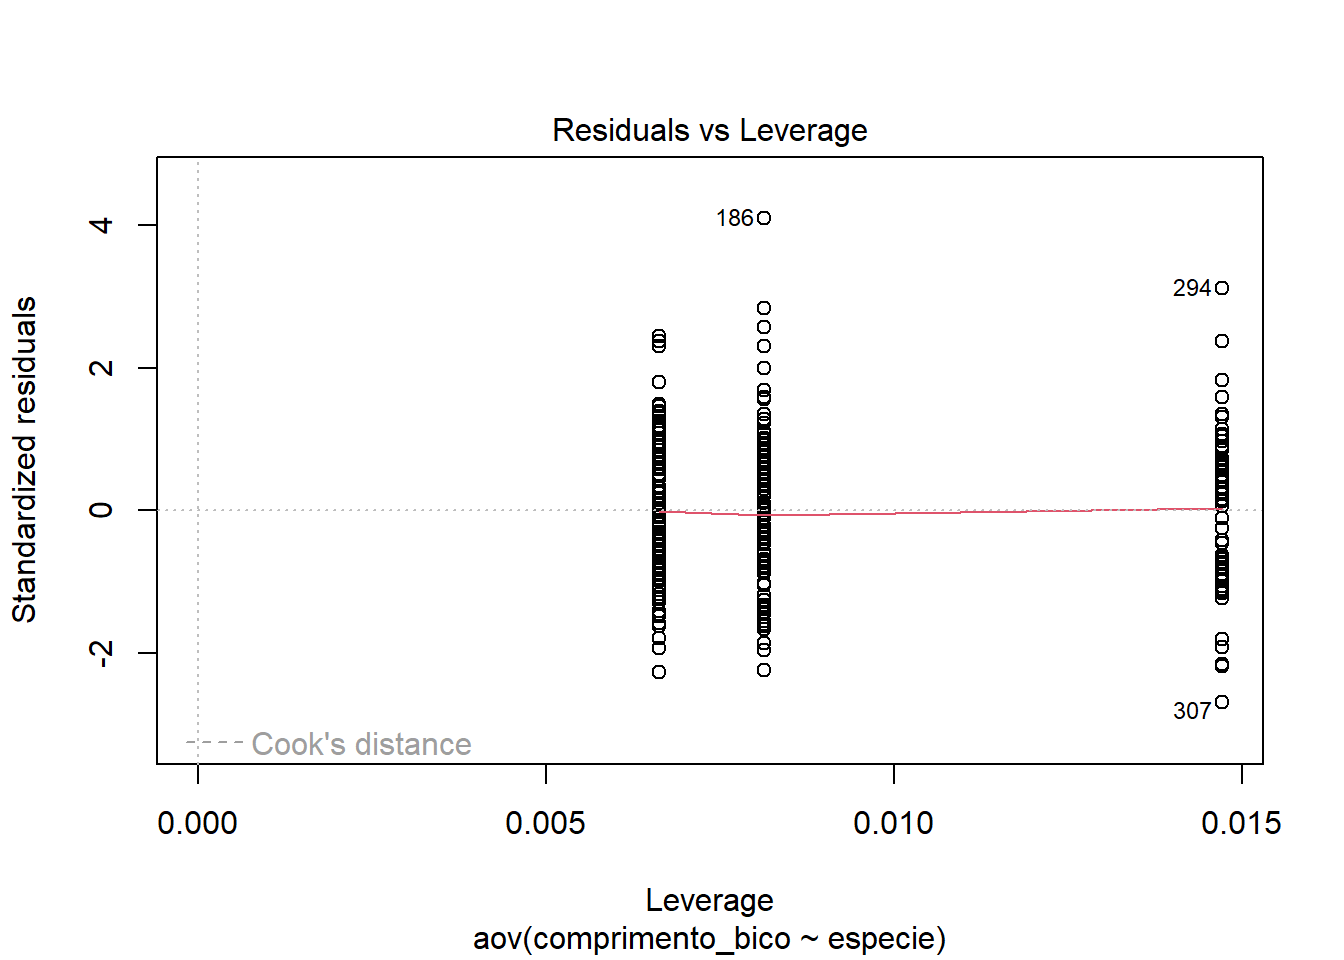 Residuals vs Leverage
Standardized residuals
4
2
0
-2
186
294
307
Cook's distance
0.000 0.005 0.010 0.015
Leverage
aov(comprimento_bico ~ especie)